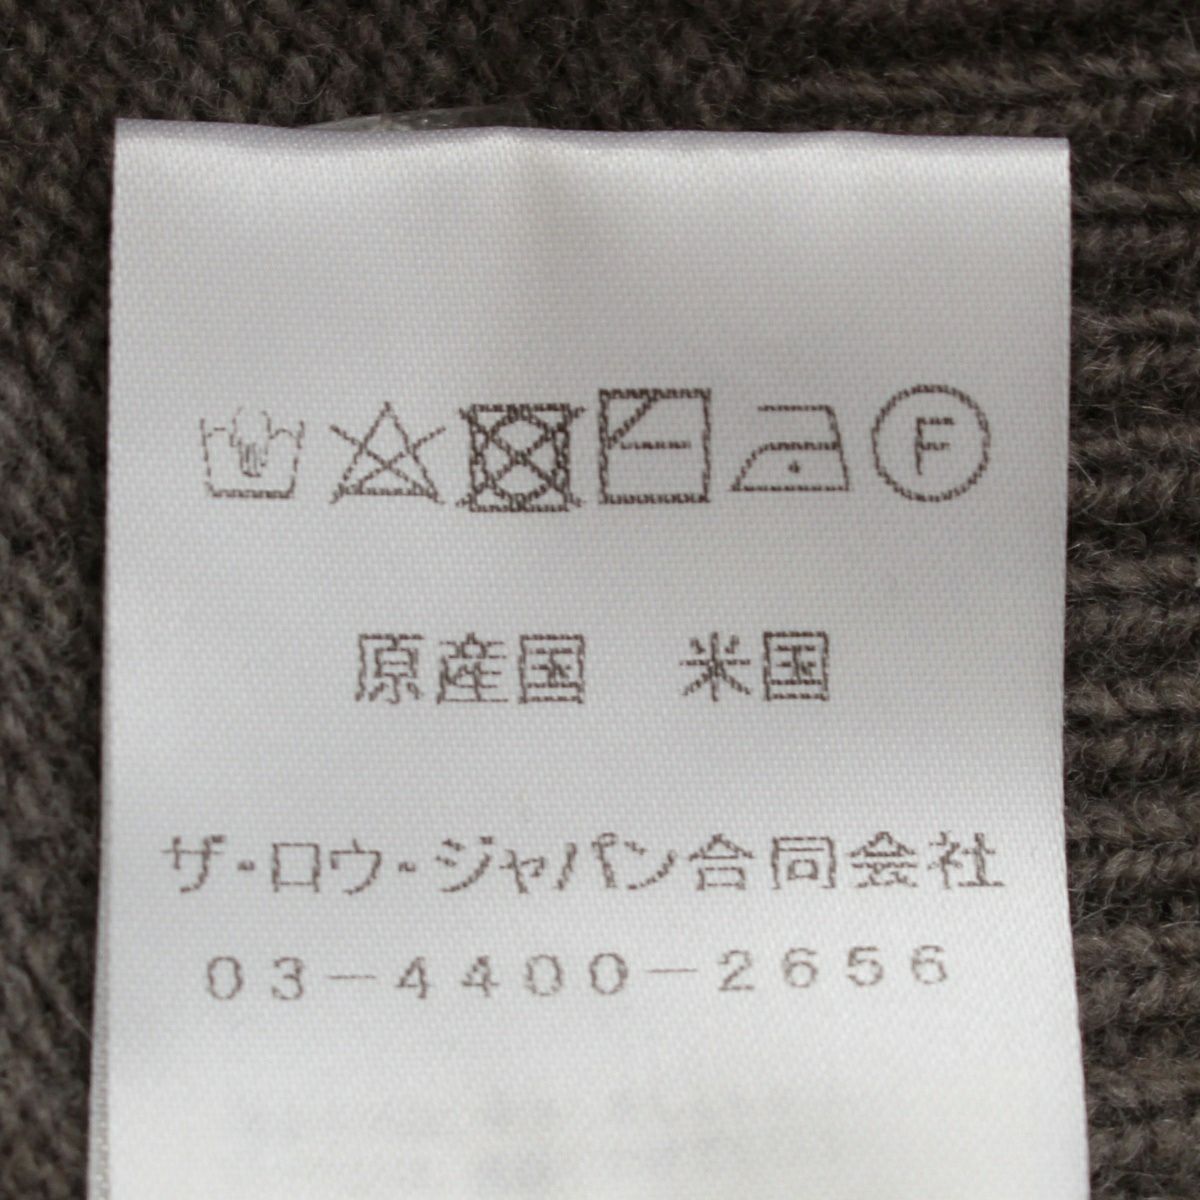 F
原産国　米国
ザ・ロウ・ジャパン合同会社
03-4400-2656